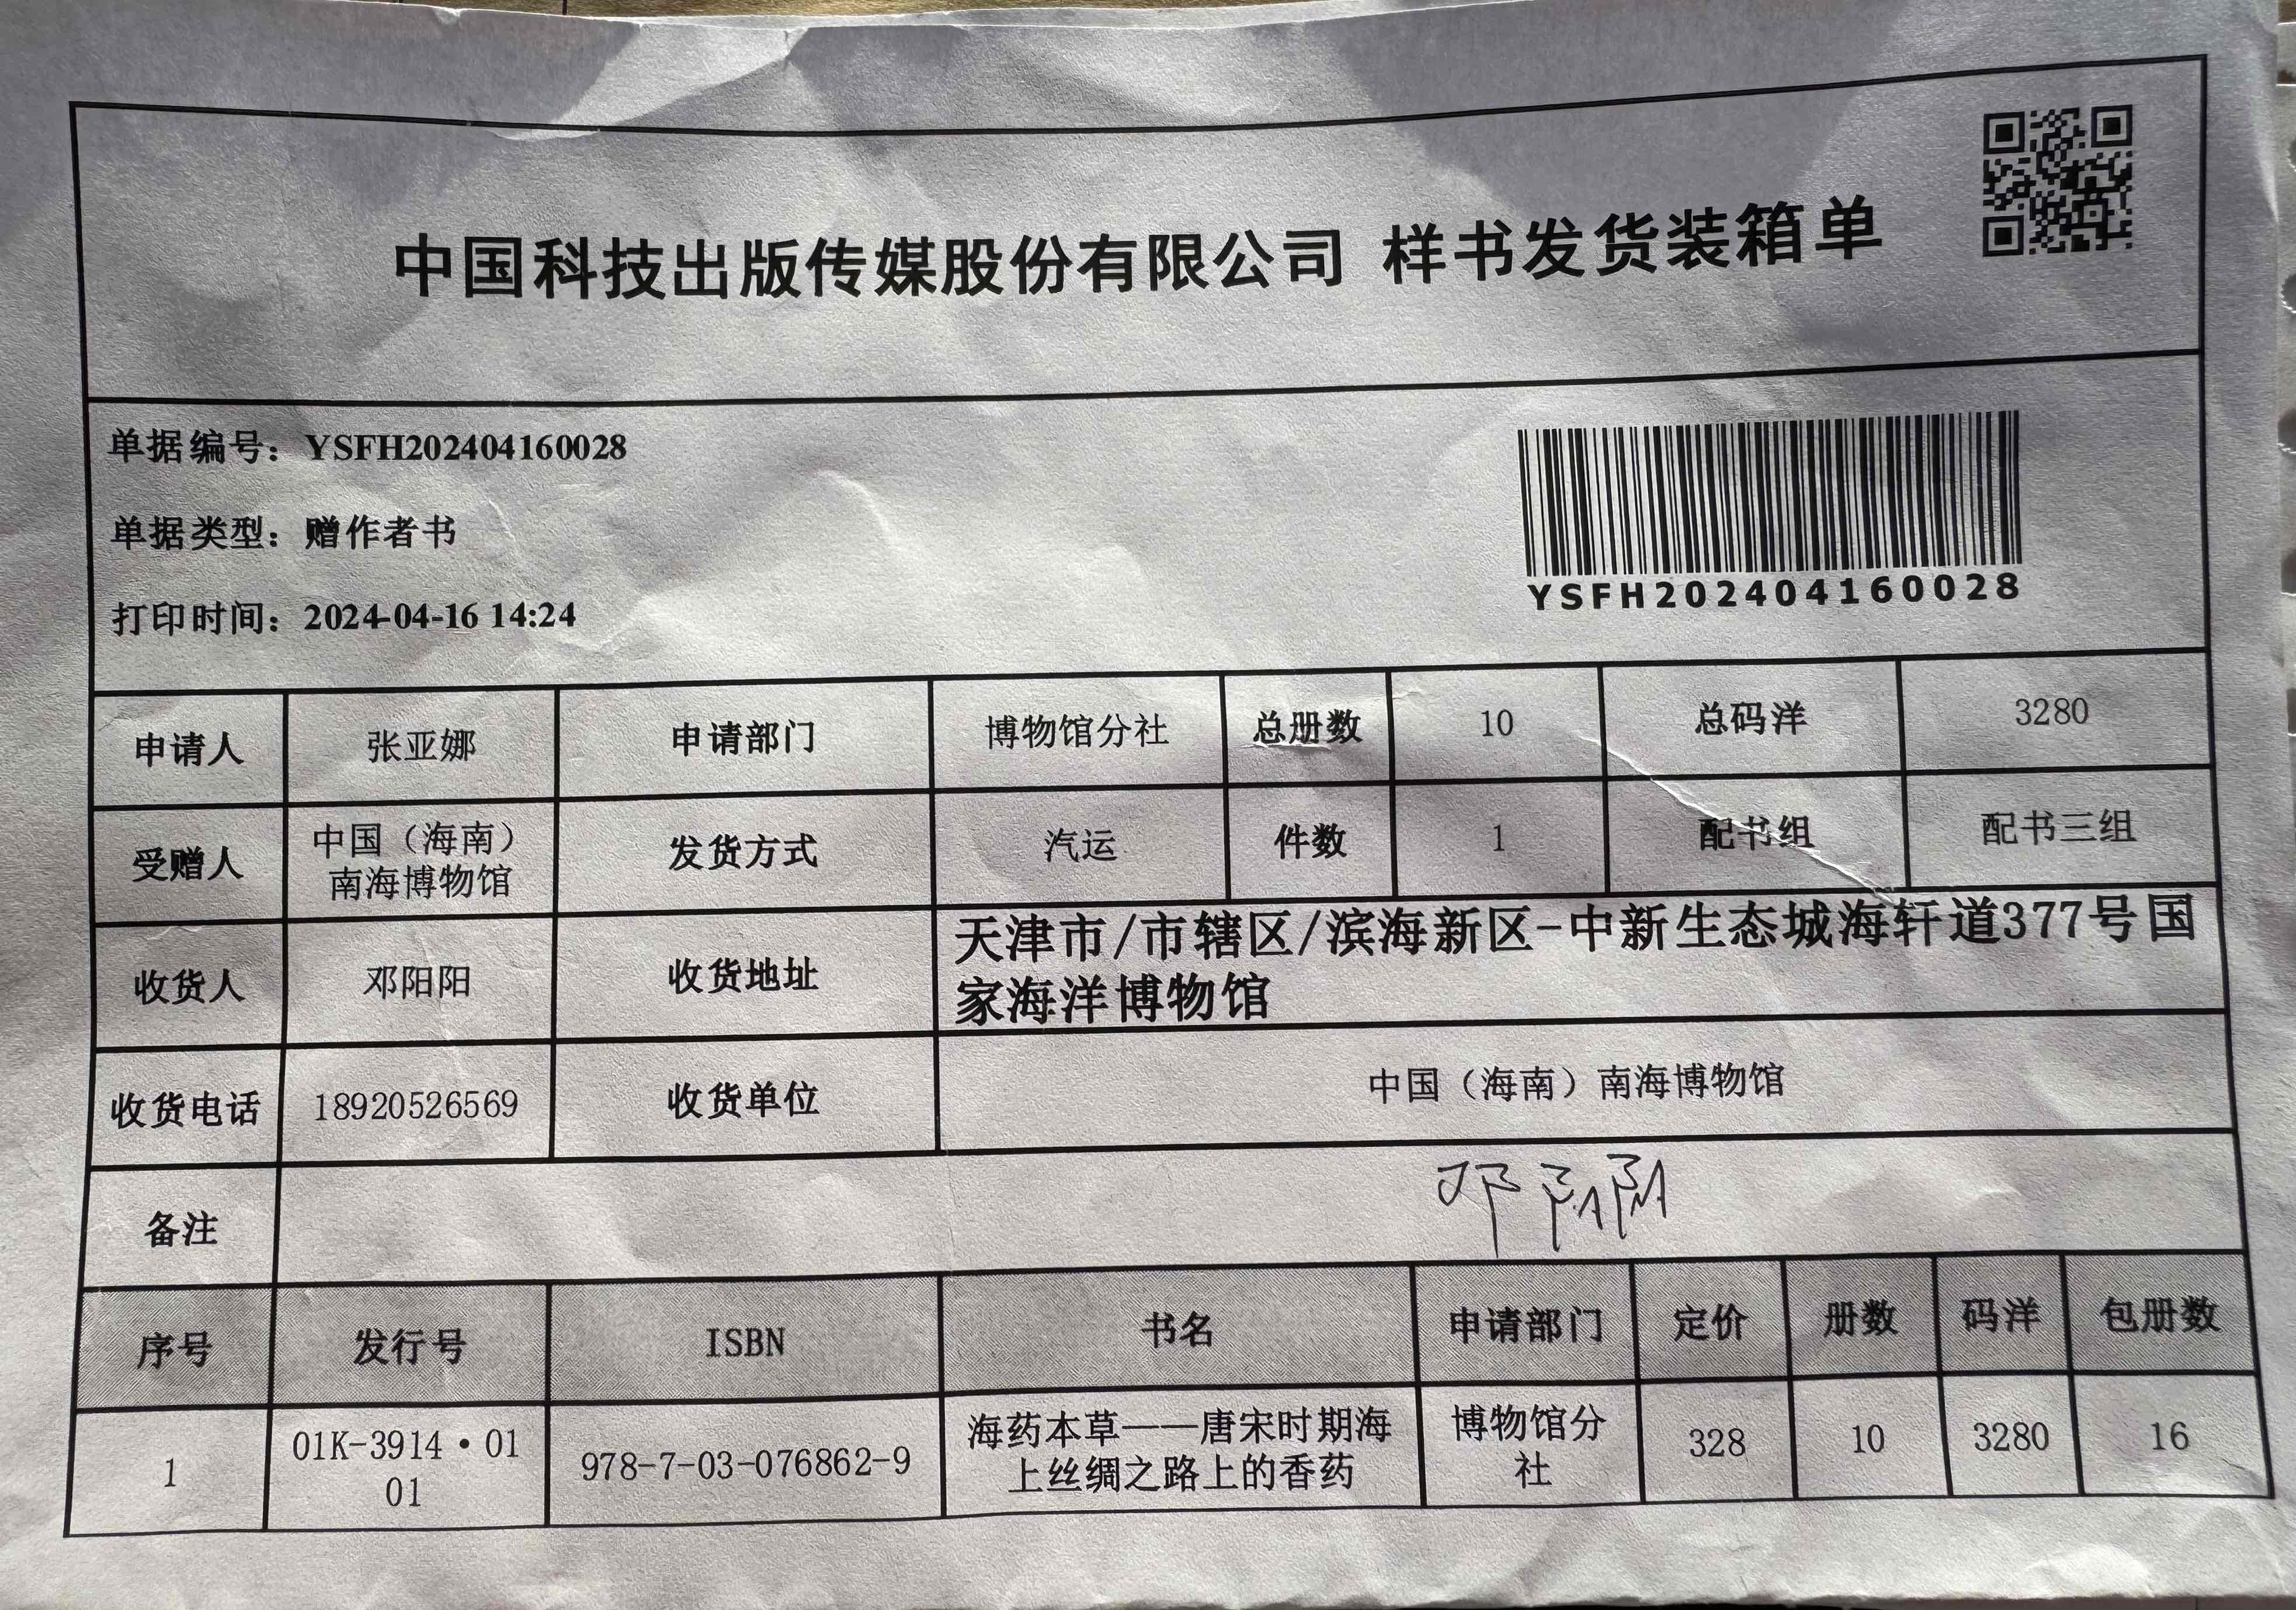 中国科技出版传媒股份有限公司 样书发货装箱单
单据编号：YSFH202404160028
单据类型：赠作者书
打印时间：2024-04-16 14:24
YSFH202404160028
申请人 张亚娜 申请部门 博物馆分社 总册数 10 总码洋 3280
受赠人 中国（海南）南海博物馆 发货方式 汽运 件数 1 配书组 配书三组
收货人 邓阳阳 收货地址 天津市/市辖区/滨海新区-中新生态城海轩道377号国
家海洋博物馆
收货电话 18920526569 收货单位 中国（海南）南海博物馆
备注 邓阳阳
序号 发行号 ISBN 书名 申请部门 定价 册数 码洋 包册数
1 01K-3914·0101 978-7-03-076862-9 海药本草——唐宋时期海上丝绸之路上的香药 博物馆分社 328 10 3280 16